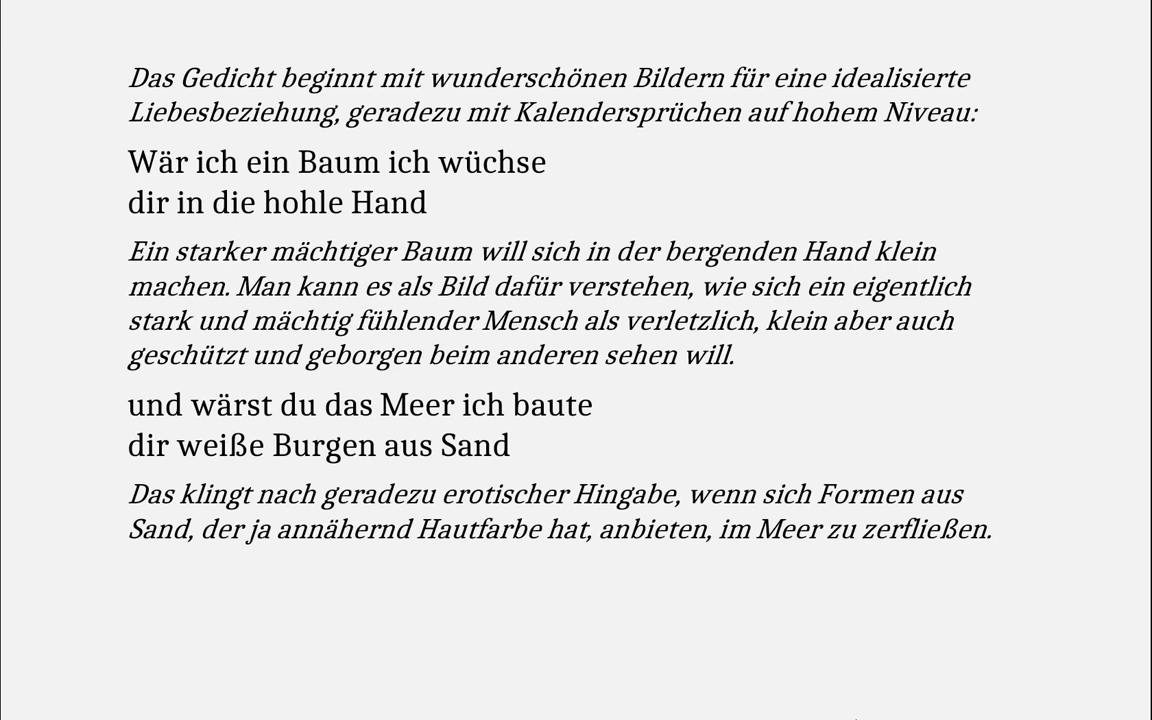 Das Gedicht beginnt mit wunderschönen Bildern für eine idealisierte
Liebesbeziehung, geradezu mit Kalendersprüchen auf hohem Niveau:
Wär ich ein Baum ich wüchse
dir in die hohle Hand
Ein starker mächtiger Baum will sich in der bergenden Hand klein
machen. Man kann es als Bild dafür verstehen, wie sich ein eigentlich
stark und mächtig fühlender Mensch als verletzlich, klein aber auch
geschützt und geborgen beim anderen sehen will.
und wärst du das Meer ich baute
dir weiße Burgen aus Sand
Das klingt nach geradezu erotischer Hingabe, wenn sich Formen aus
Sand, der ja annähernd Hautfarbe hat, anbieten, im Meer zu zerfließen.